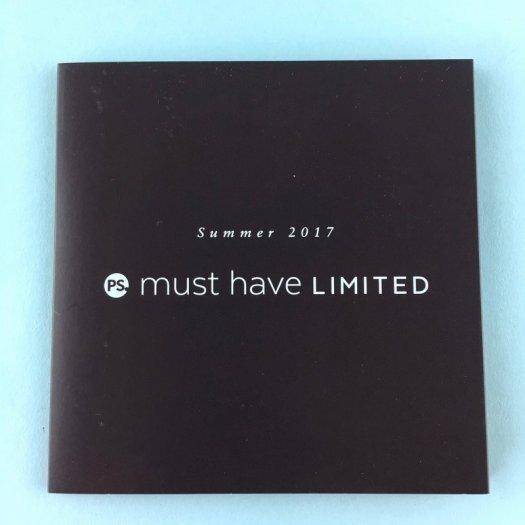 Summer 2017
PS. must have LIMITED